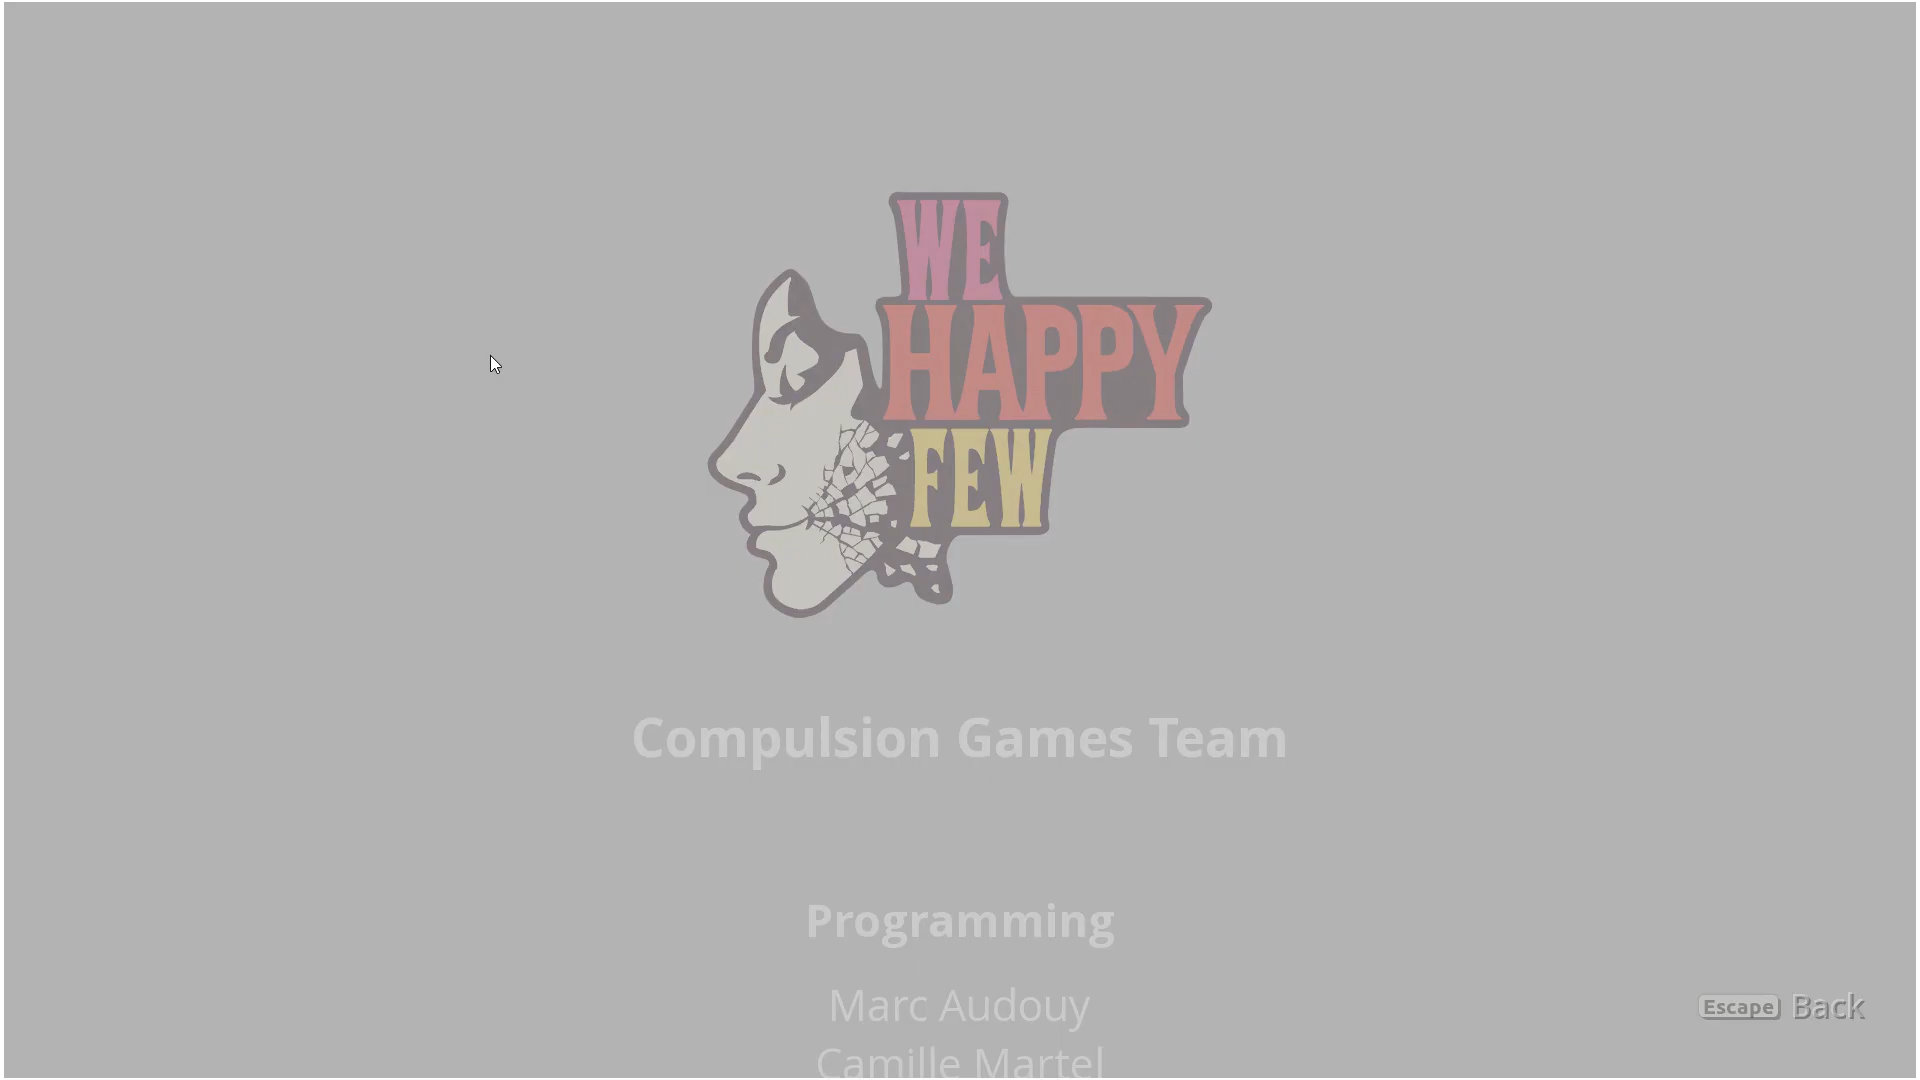 WE
HAPPY
FEW
Compulsion Games Team
Programming
Marc Audouy
Camille Martel
Escape Back